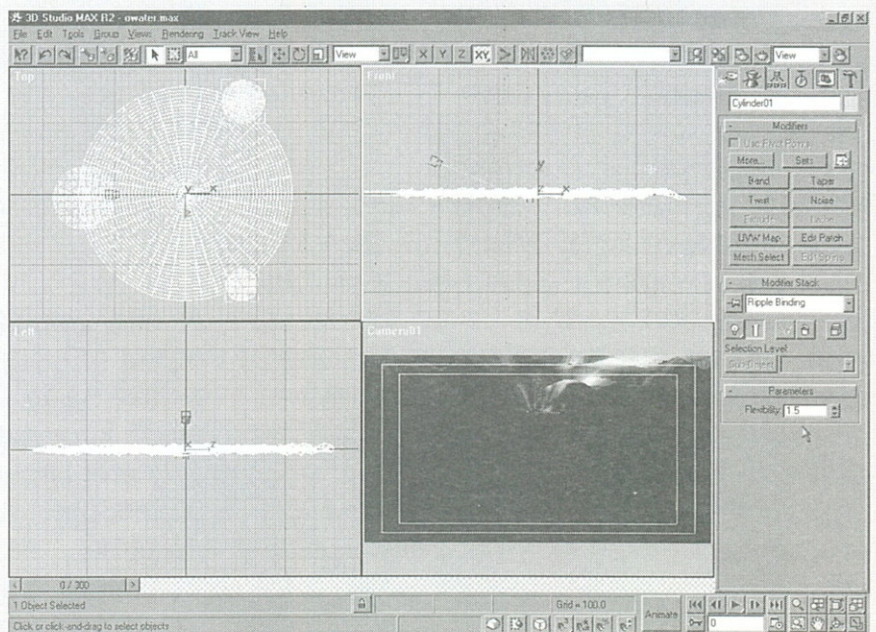 3D Studio MAX R2 - owater.max
File Edit Tools Group Views Rendering Track View Help
All View X Y Z XY View
Top
Front
Left
Camera01
y
x
z
x
y
x
x
z
Cylinder01
Modifiers
Use Pivot Points
More... Sets
Bend Taper
Twist Noise
Extrude Lathe
UVW Map Edit Patch
Mesh Select Edit Spline
Modifier Stack
Ripple Binding
Selection Level:
Sub-Object
Parameters
Flexibility: 1.5
0 / 300
1 Object Selected Grid = 100.0
Animate
Click or click-and-drag to select objects
0